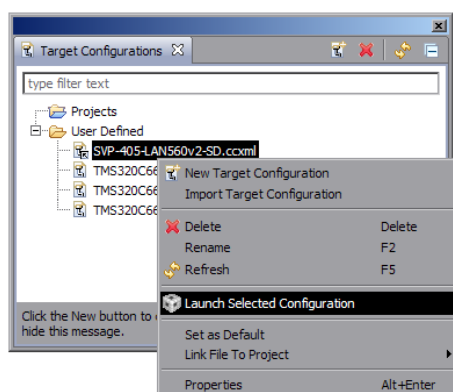 Target Configurations
type filter text
Projects
User Defined
SVP-405-LAN560v2-SD.ccxml
TMS320C66
TMS320C66
TMS320C66
New Target Configuration
Import Target Configuration
Delete Delete
Rename F2
Refresh F5
Launch Selected Configuration
Set as Default
Link File To Project
Properties Alt+Enter
Click the New button to
hide this message.